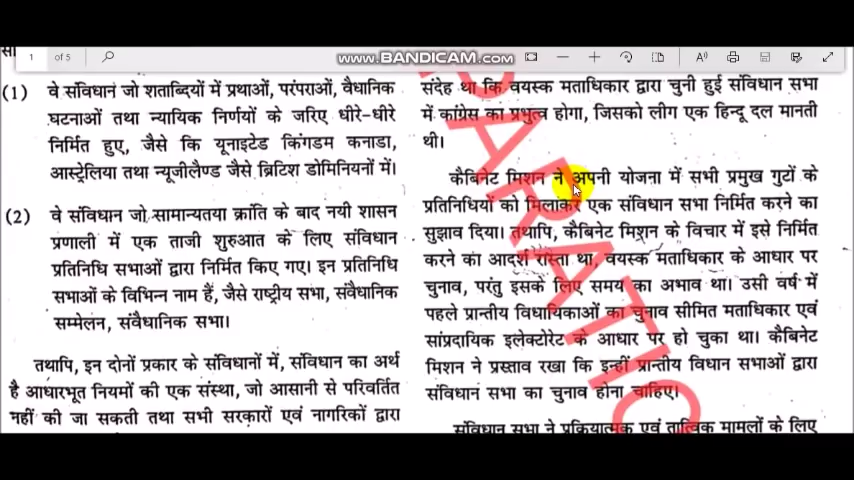 1 of 5
www.BANDICAM.com
(1) वे संविधान जो शताब्दियों में प्रथाओं, परंपराओं, वैधानिक
घटनाओं तथा न्यायिक निर्णयों के जरिए धीरे-धीरे
निर्मित हुए, जैसे कि यूनाइटेड किंगडम कनाडा,
आस्ट्रेलिया तथा न्यूजीलैण्ड जैसे ब्रिटिश डोमिनियनों में।
(2) वे संविधान जो सामान्यतया क्रांति के बाद नयी शासन
प्रणाली में एक ताजी शुरुआत के लिए संविधान
प्रतिनिधि सभाओं द्वारा निर्मित किए गए। इन प्रतिनिधि
सभाओं के विभिन्न नाम हैं, जैसे राष्ट्रीय सभा, संवैधानिक
सम्मेलन, संवैधानिक सभा।
तथापि, इन दोनों प्रकार के संविधानों में, संविधान का अर्थ
है आधारभूत नियमों की एक संस्था, जो आसानी से परिवर्तित
नहीं की जा सकती तथा सभी सरकारों एवं नागरिकों द्वारा
संदेह था कि वयस्क मताधिकार द्वारा चुनी हुई संविधान सभा
में कांग्रेस का प्रभुत्व होगा, जिसको लीग एक हिन्दू दल मानती
थी।
कैबिनेट मिशन ने अपनी योजना में सभी प्रमुख गुटों के
प्रतिनिधियों को मिलाकर एक संविधान सभा निर्मित करने का
सुझाव दिया। तथापि, कैबिनेट मिशन के विचार में इसे निर्मित
करने का आदर्श रास्ता था, वयस्क मताधिकार के आधार पर
चुनाव, परंतु इसके लिए समय का अभाव था। उसी वर्ष में
पहले प्रान्तीय विधायिकाओं का चुनाव सीमित मताधिकार एवं
सांप्रदायिक इलेक्टोरेट के आधार पर हो चुका था। कैबिनेट
मिशन ने प्रस्ताव रखा कि इन्हीं प्रान्तीय विधान सभाओं द्वारा
संविधान सभा का चुनाव होना चाहिए।
संविधान सभा ने प्रक्रियात्मक एवं तात्विक मामलों के लिए
PARATIO